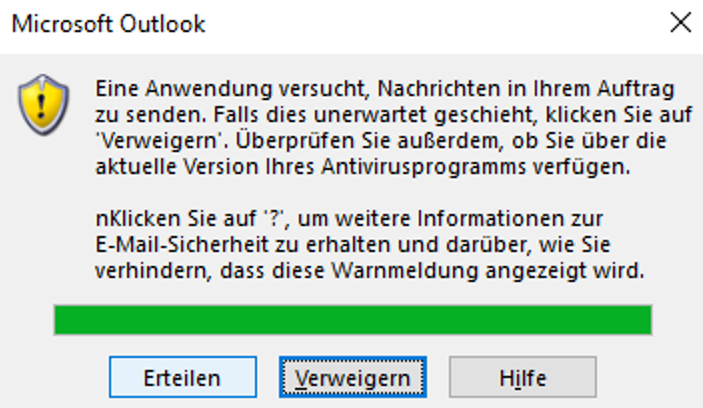 Microsoft Outlook
Eine Anwendung versucht, Nachrichten in Ihrem Auftrag
zu senden. Falls dies unerwartet geschieht, klicken Sie auf
'Verweigern'. Überprüfen Sie außerdem, ob Sie über die
aktuelle Version Ihres Antivirusprogramms verfügen.
nKlicken Sie auf '?', um weitere Informationen zur
E-Mail-Sicherheit zu erhalten und darüber, wie Sie
verhindern, dass diese Warnmeldung angezeigt wird.
Erteilen Verweigern Hilfe